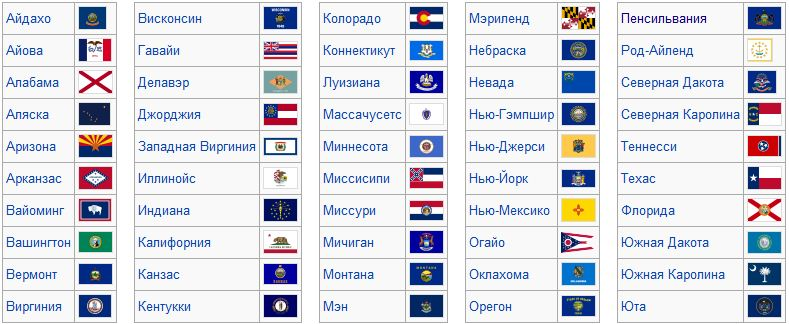 Айдахо
Айова
Алабама
Аляска
Аризона
Арканзас
Вайоминг
Вашингтон
Вермонт
Виргиния
Висконсин
Гавайи
Делавэр
Джорджия
Западная Виргиния
Иллинойс
Индиана
Калифорния
Канзас
Кентукки
Колорадо
Коннектикут
Луизиана
Массачусетс
Миннесота
Миссисипи
Миссури
Мичиган
Монтана
Мэн
Мэриленд
Небраска
Невада
Нью-Гэмпшир
Нью-Джерси
Нью-Йорк
Нью-Мексико
Огайо
Оклахома
Орегон
Пенсильвания
Род-Айленд
Северная Дакота
Северная Каролина
Теннесси
Техас
Флорида
Южная Дакота
Южная Каролина
Юта
WISCONSIN
1848
MONTANA